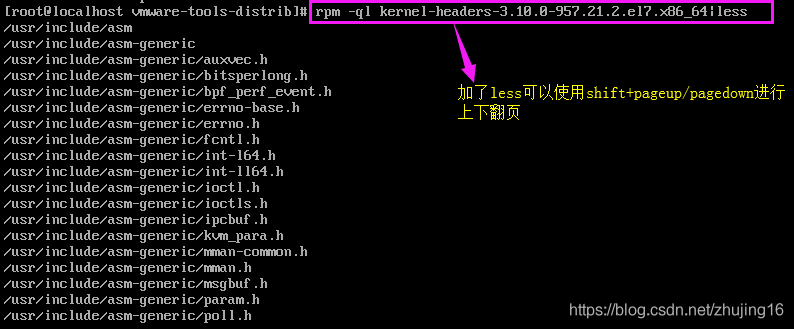 [root@localhost vmware-tools-distrib]# rpm -ql kernel-headers-3.10.0-957.21.2.el7.x86_64|less
/usr/include/asm
/usr/include/asm-generic
/usr/include/asm-generic/auxvec.h
/usr/include/asm-generic/bitsperlong.h
/usr/include/asm-generic/bpf_perf_event.h
/usr/include/asm-generic/errno-base.h
/usr/include/asm-generic/errno.h
/usr/include/asm-generic/fcntl.h
/usr/include/asm-generic/int-l64.h
/usr/include/asm-generic/int-ll64.h
/usr/include/asm-generic/ioctl.h
/usr/include/asm-generic/ioctls.h
/usr/include/asm-generic/ipcbuf.h
/usr/include/asm-generic/kvm_para.h
/usr/include/asm-generic/mman-common.h
/usr/include/asm-generic/mman.h
/usr/include/asm-generic/msgbuf.h
/usr/include/asm-generic/param.h
/usr/include/asm-generic/poll.h
加了less可以使用shift+pageup/pagedown进行
上下翻页
https://blog.csdn.net/zhujing16